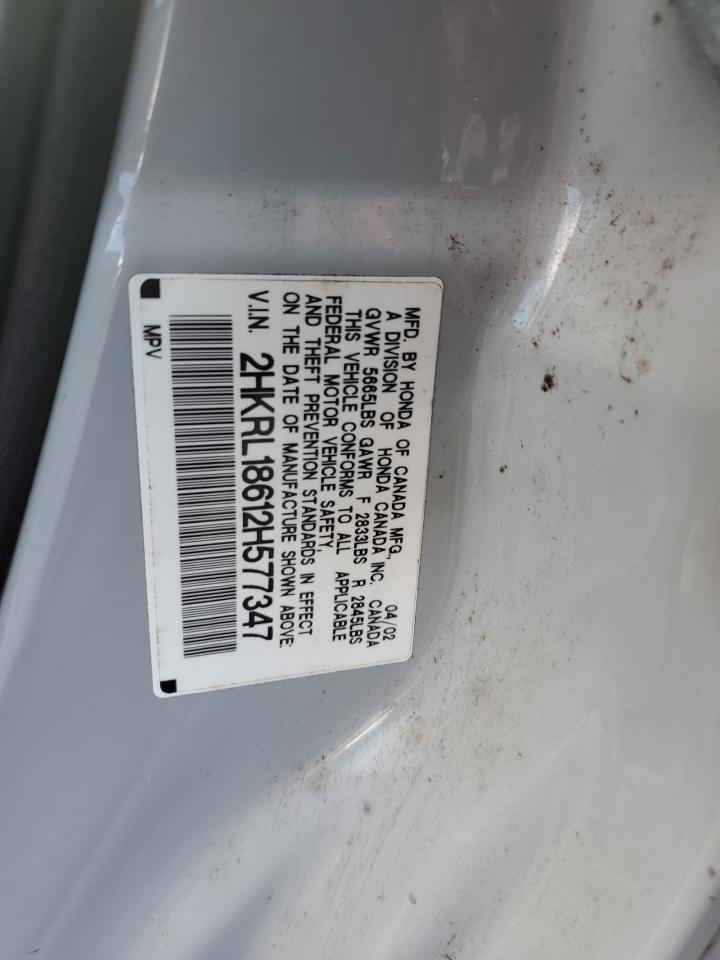 MFD. BY HONDA OF CANADA MFG., 04/02
A DIVISION OF HONDA CANADA INC. CANADA
GVWR 5665LBS GAWR F 2833LBS R 2845LBS
THIS VEHICLE CONFORMS TO ALL APPLICABLE
FEDERAL MOTOR VEHICLE SAFETY,
AND THEFT PREVENTION STANDARDS IN EFFECT
ON THE DATE OF MANUFACTURE SHOWN ABOVE:
V.I.N. 2HKRL18612H577347
MPV